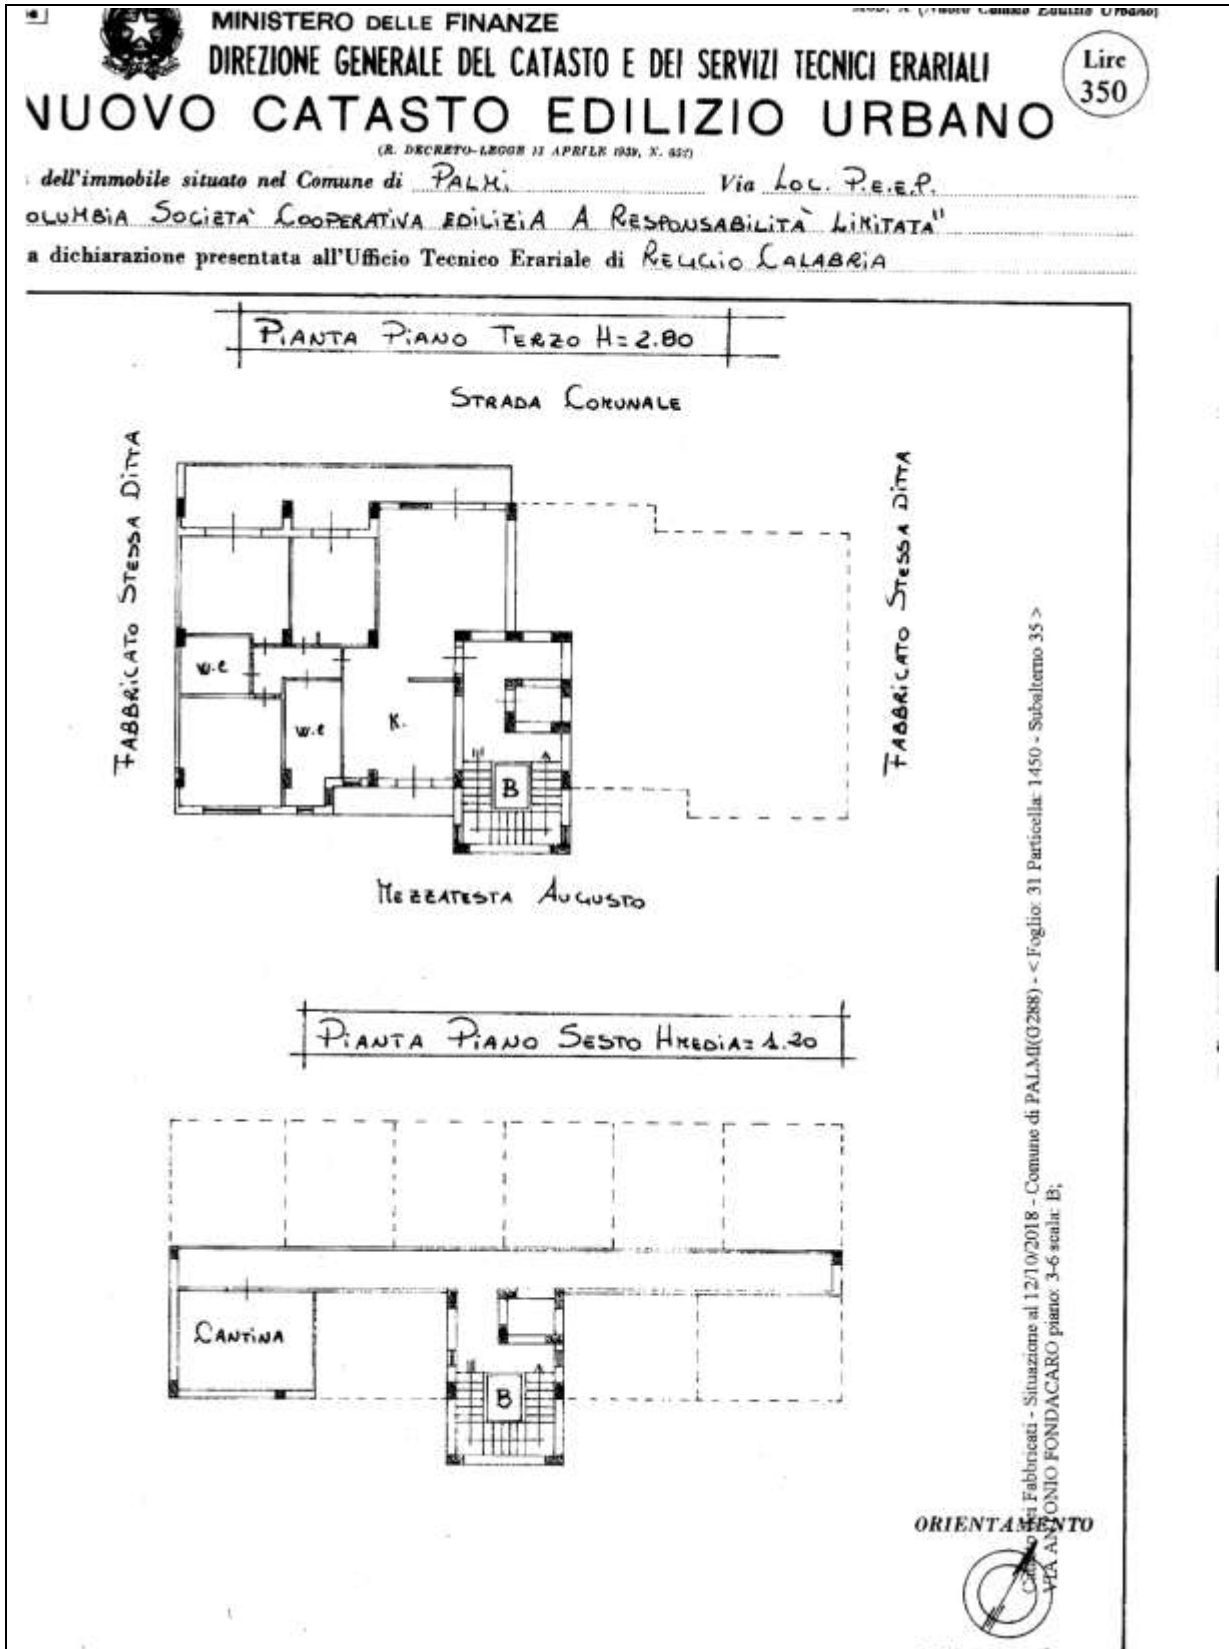 MINISTERO DELLE FINANZE
DIREZIONE GENERALE DEL CATASTO E DEI SERVIZI TECNICI ERARIALI
Lire
350
NUOVO CATASTO EDILIZIO URBANO
(R. DECRETO-LEGGE 13 APRILE 1939, N. 652)
dell'immobile situato nel Comune di PALMi Via LOC. P.E.E.P.
OLUMBIA SOCIETA' COOPERATIVA EDILIZIA A RESPONSABILITÀ LIMITATA"
a dichiarazione presentata all'Ufficio Tecnico Erariale di REGGIO CALABRIA
PIANTA PIANO TERZO H=2.80
STRADA COMUNALE
FABBRICATO STESSA DITTA
FABBRICATO STESSA DITTA
W.C
W.C
K.
B
MEZZATESTA AUGUSTO
PIANTA PIANO SESTO HMEDIA=1.20
CANTINA
B
ORIENTAMENTO
Fabbricati - Situazione al 12/10/2018 - Comune di PALMI(G288) - < Foglio: 31 Particella: 1450 - Subalterno 35 >
VIA ANTONIO FONDACARO piano: 3-6 scala: B;